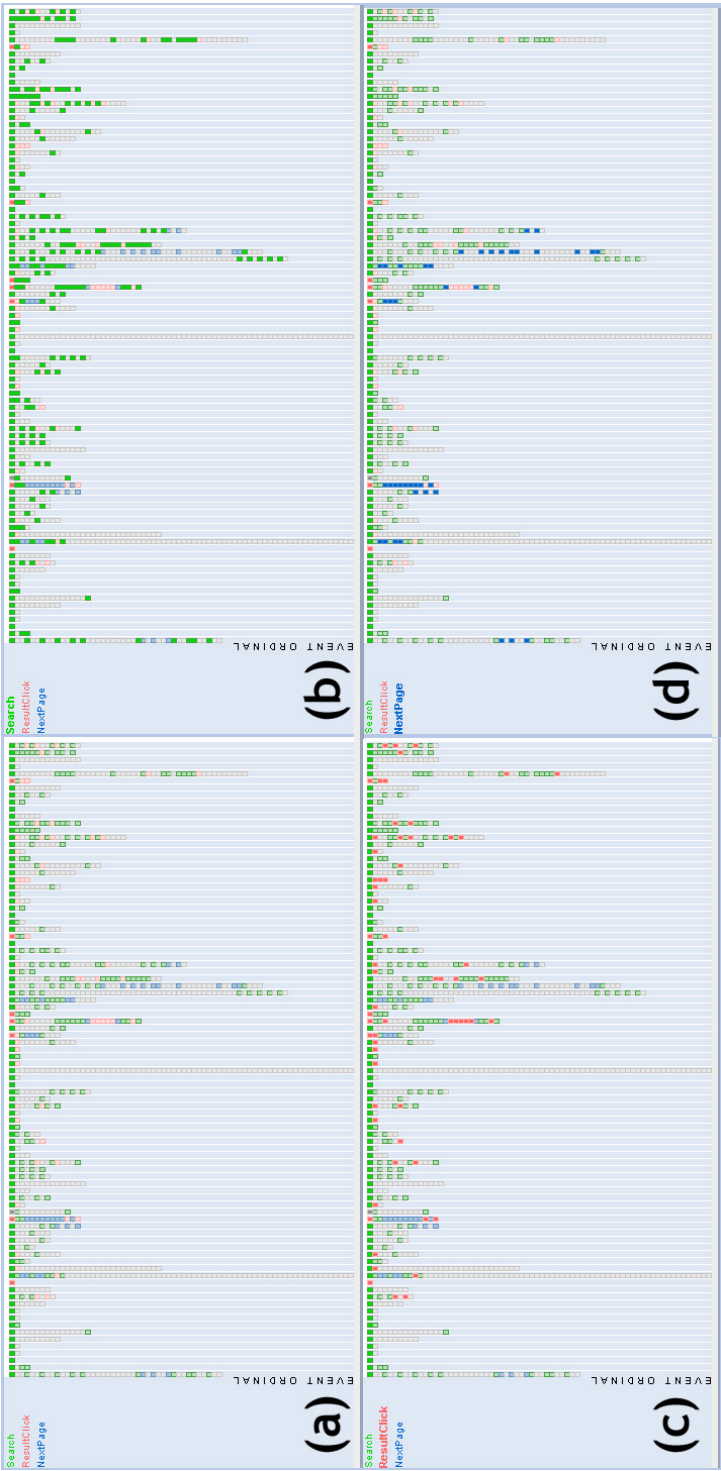 Search
ResultClick
NextPage
EVENT ORDINAL
(b)
Search
ResultClick
NextPage
EVENT ORDINAL
(d)
Search
ResultClick
NextPage
EVENT ORDINAL
(a)
Search
ResultClick
NextPage
EVENT ORDINAL
(c)